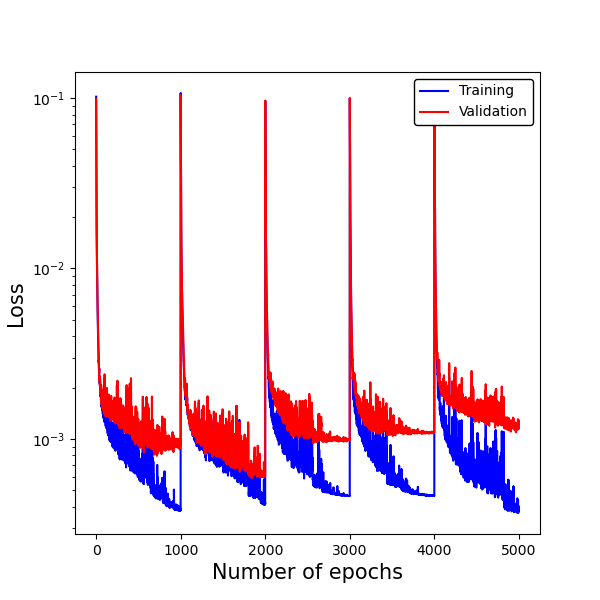 Training
Validation
10⁻¹
10⁻²
10⁻³
Loss
0 1000 2000 3000 4000 5000
Number of epochs